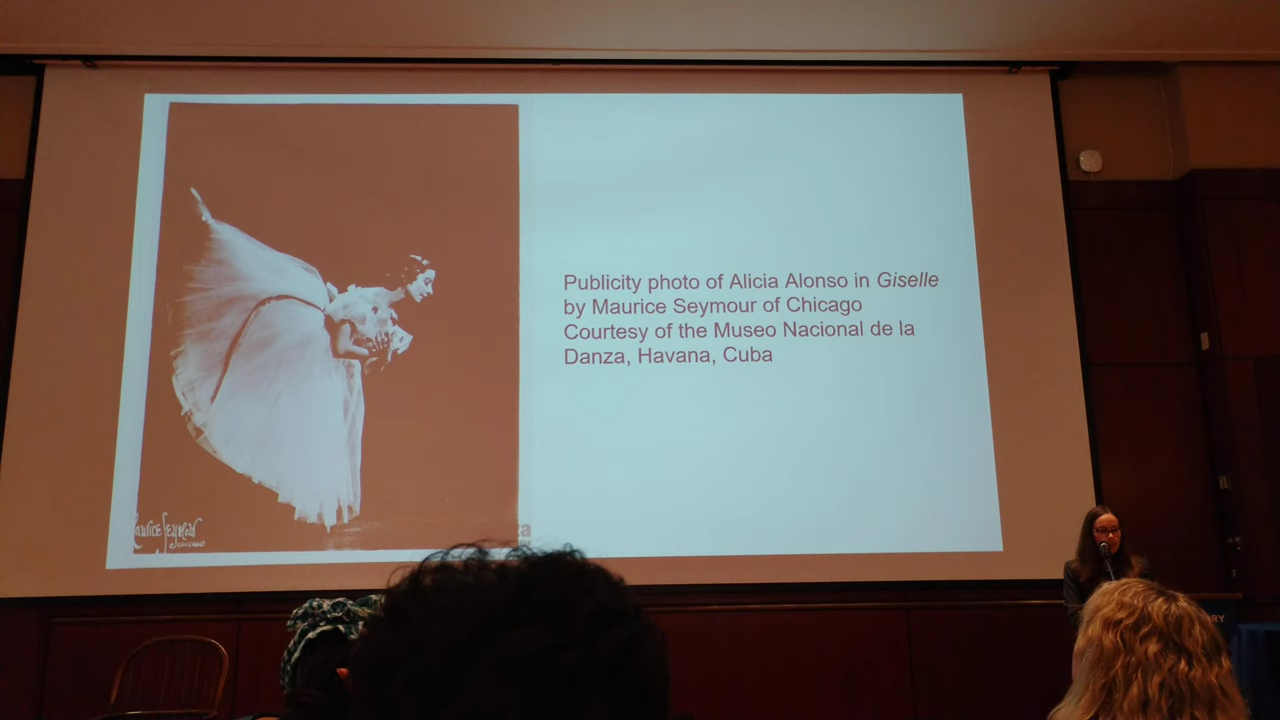 Publicity photo of Alicia Alonso in Giselle
by Maurice Seymour of Chicago
Courtesy of the Museo Nacional de la
Danza, Havana, Cuba
Maurice Seymour
Chicago